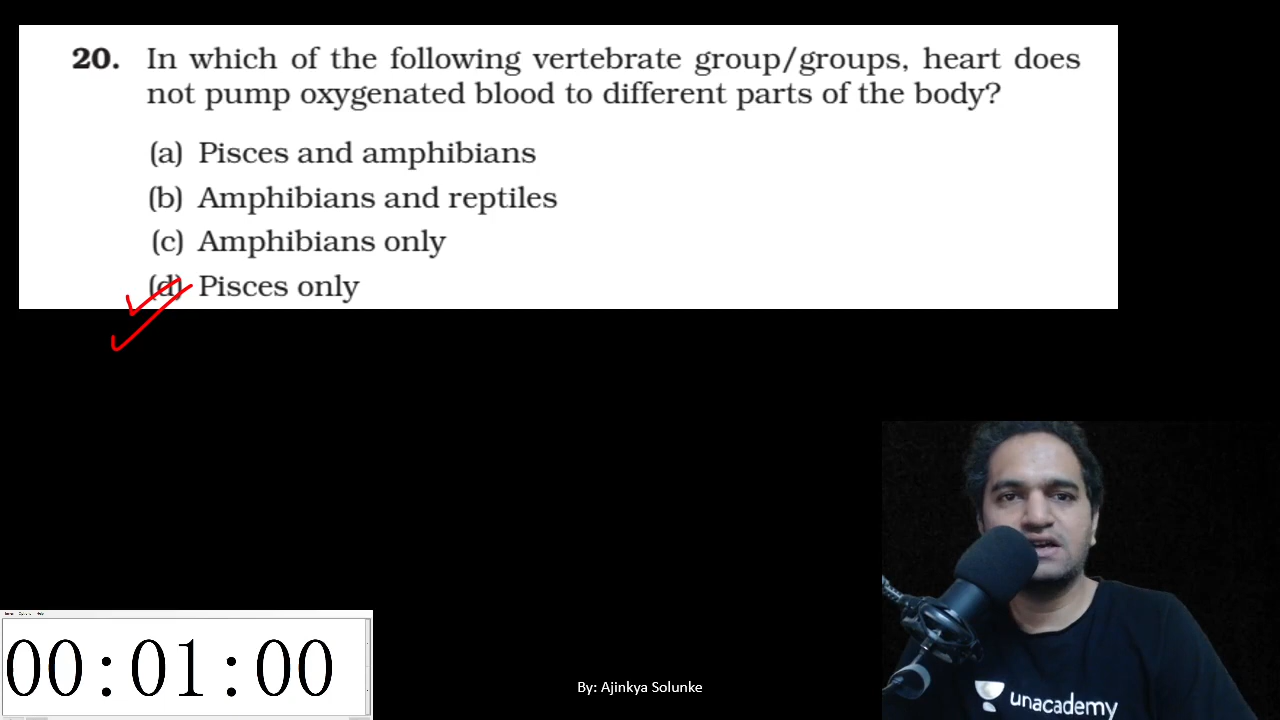 20. In which of the following vertebrate group/groups, heart does
not pump oxygenated blood to different parts of the body?
(a) Pisces and amphibians
(b) Amphibians and reptiles
(c) Amphibians only
(d) Pisces only
00:01:00
By: Ajinkya Solunke
unacademy